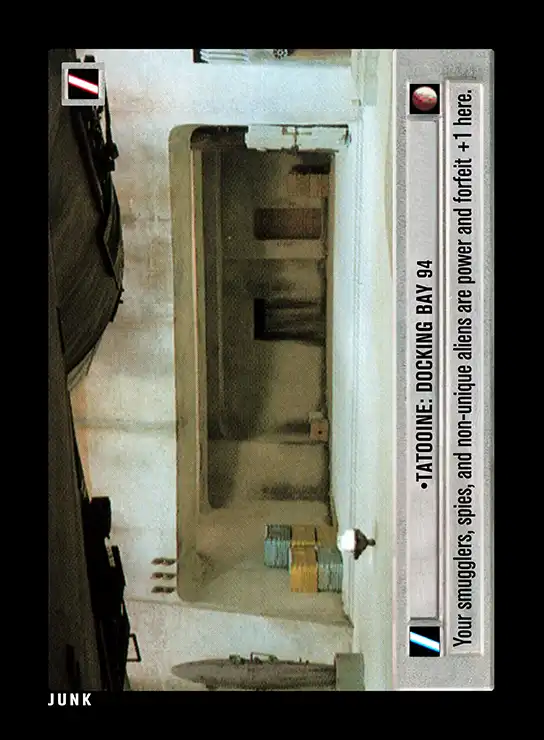 •TATOOINE: DOCKING BAY 94
Your smugglers, spies, and non-unique aliens are power and forfeit +1 here.
JUNK